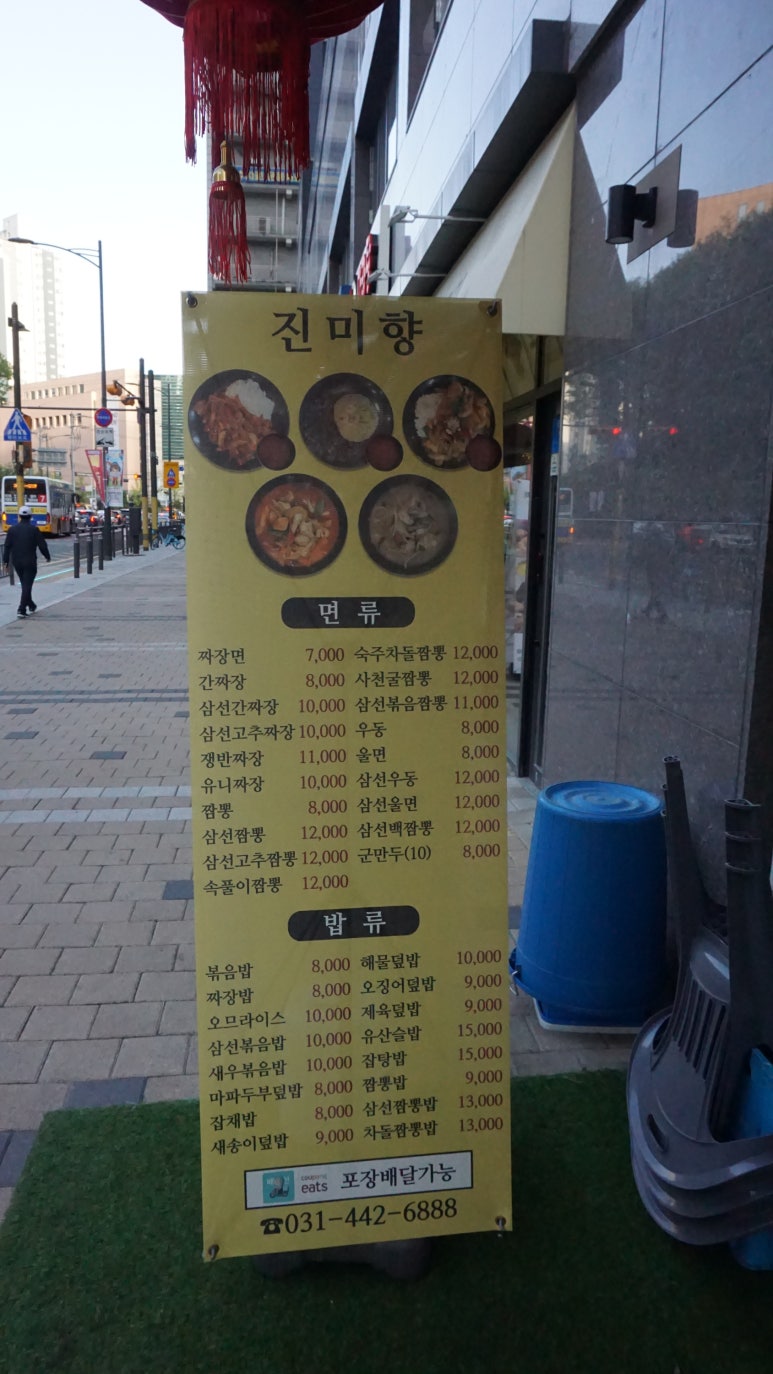 진미향
면 류
짜장면 7,000 숙주차돌짬뽕 12,000
간짜장 8,000 사천굴짬뽕 12,000
삼선간짜장 10,000 삼선볶음짬뽕 11,000
삼선고추짜장 10,000 우동 8,000
쟁반짜장 11,000 울면 8,000
유니짜장 10,000 삼선우동 12,000
짬뽕 8,000 삼선울면 12,000
삼선짬뽕 12,000 삼선백짬뽕 12,000
삼선고추짬뽕 12,000 군만두(10) 8,000
속풀이짬뽕 12,000
밥 류
볶음밥 8,000 해물덮밥 10,000
짜장밥 8,000 오징어덮밥 9,000
오므라이스 10,000 제육덮밥 9,000
삼선볶음밥 10,000 유산슬밥 15,000
새우볶음밥 10,000 잡탕밥 15,000
마파두부덮밥 8,000 짬뽕밥 9,000
잡채밥 8,000 삼선짬뽕밥 13,000
새송이덮밥 9,000 차돌짬뽕밥 13,000
coupang eats 포장배달가능
☎031-442-6888